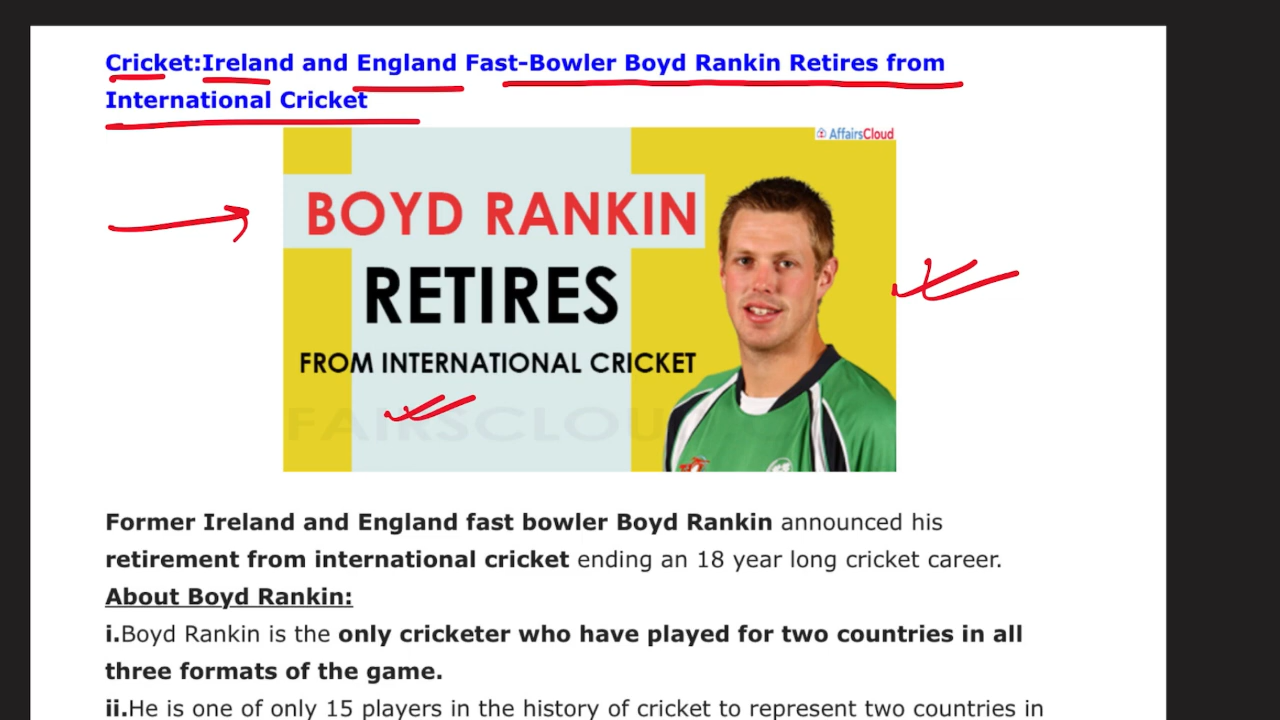 Cricket:Ireland and England Fast-Bowler Boyd Rankin Retires from
International Cricket
AffairsCloud
BOYD RANKIN
RETIRES
FROM INTERNATIONAL CRICKET
FAIRSCLOU
Former Ireland and England fast bowler Boyd Rankin announced his
retirement from international cricket ending an 18 year long cricket career.
About Boyd Rankin:
i.Boyd Rankin is the only cricketer who have played for two countries in all
three formats of the game.
ii.He is one of only 15 players in the history of cricket to represent two countries in